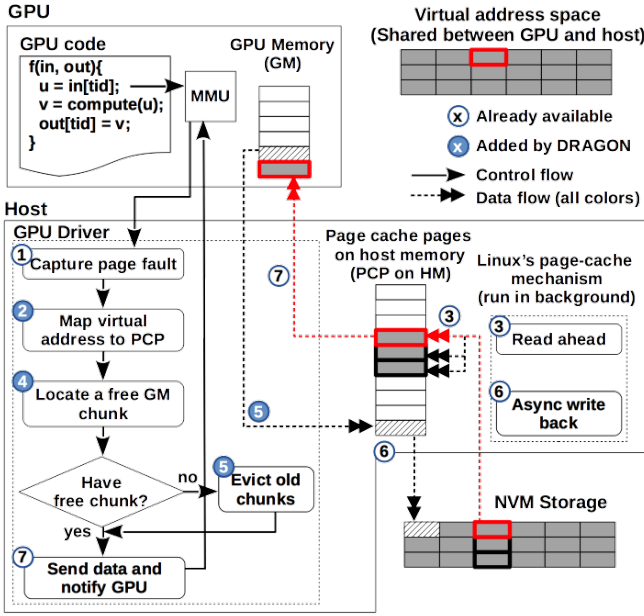 GPU
GPU code
f(in, out){
u = in[tid];
v = compute(u);
out[tid] = v;
}
MMU
GPU Memory
(GM)
Virtual address space
(Shared between GPU and host)
x Already available
x Added by DRAGON
Control flow
Data flow (all colors)
Host
GPU Driver
1
Capture page fault
2
Map virtual
address to PCP
4
Locate a free GM
chunk
Have
free chunk?
no
yes
5
Evict old
chunks
7
Send data and
notify GPU
7
5
Page cache pages
on host memory
(PCP on HM)
3
6
Linux's page-cache
mechanism
(run in background)
3
Read ahead
6
Async write
back
NVM Storage